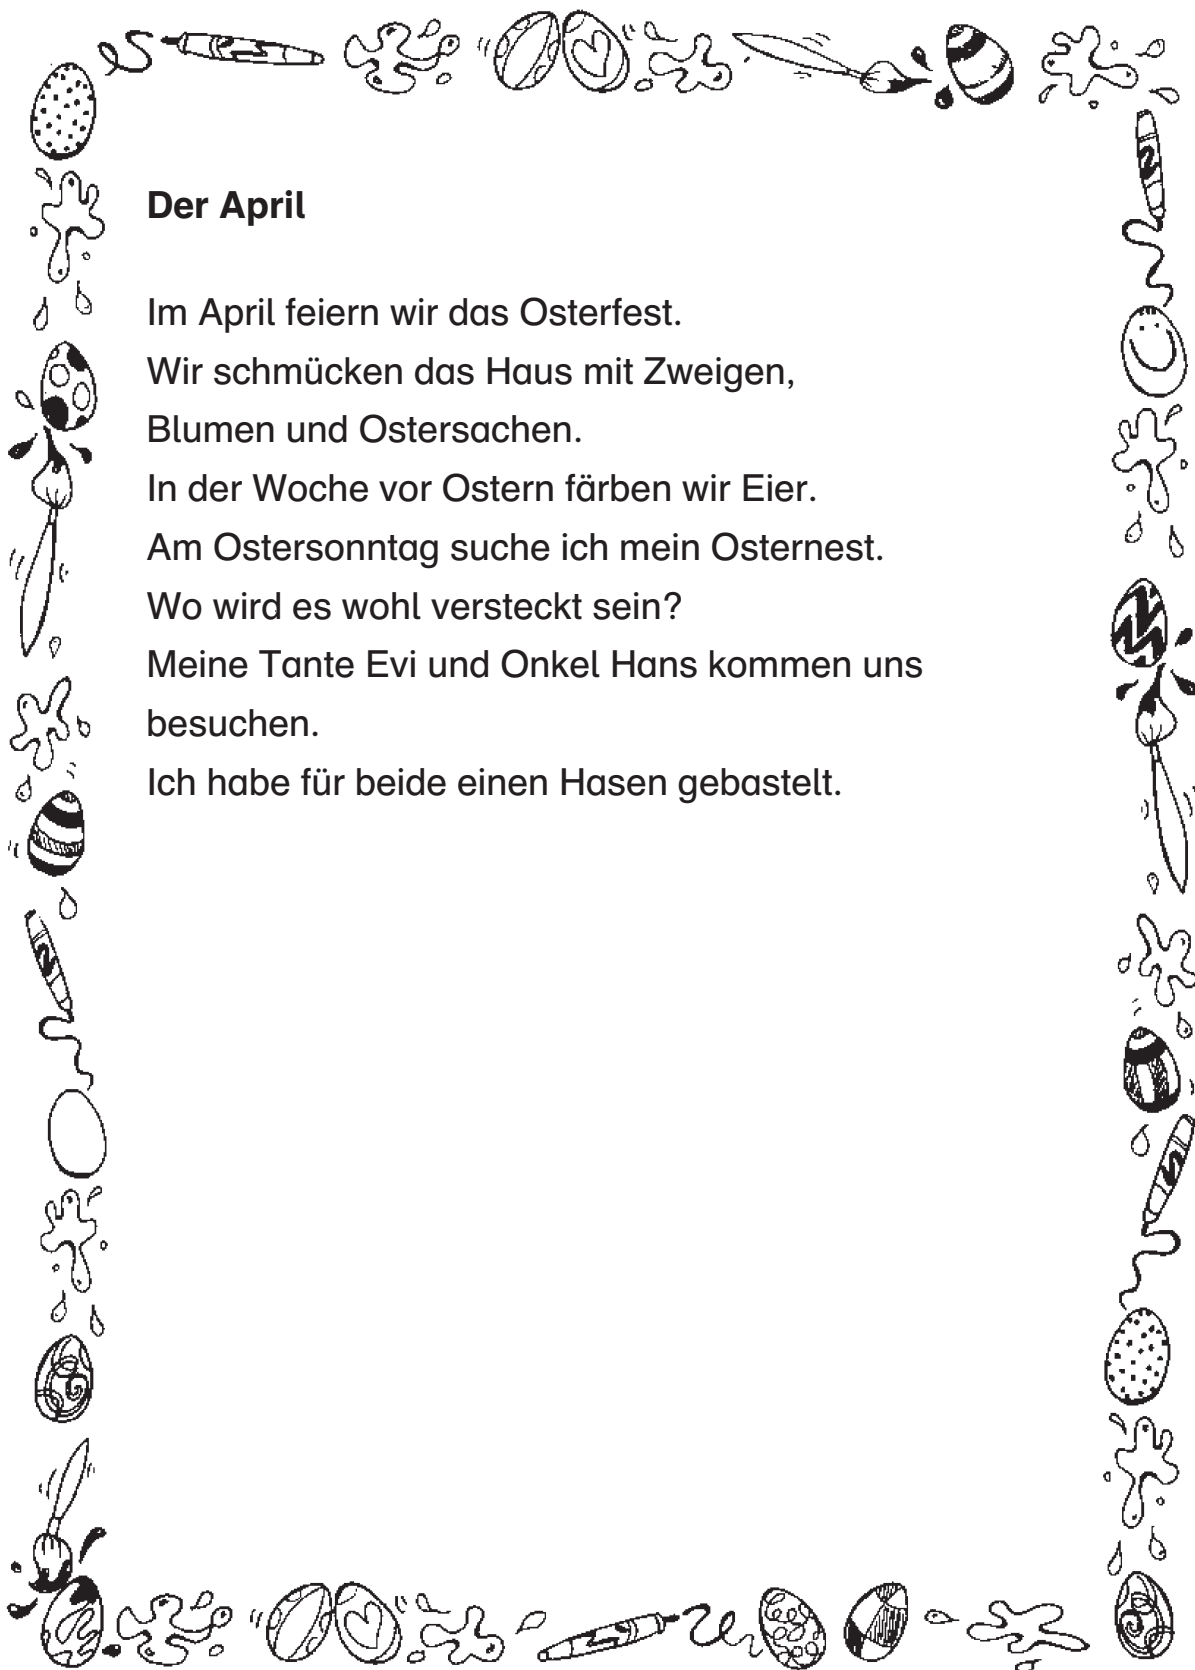 Der April
Im April feiern wir das Osterfest.
Wir schmücken das Haus mit Zweigen,
Blumen und Ostersachen.
In der Woche vor Ostern färben wir Eier.
Am Ostersonntag suche ich mein Osternest.
Wo wird es wohl versteckt sein?
Meine Tante Evi und Onkel Hans kommen uns
besuchen.
Ich habe für beide einen Hasen gebastelt.